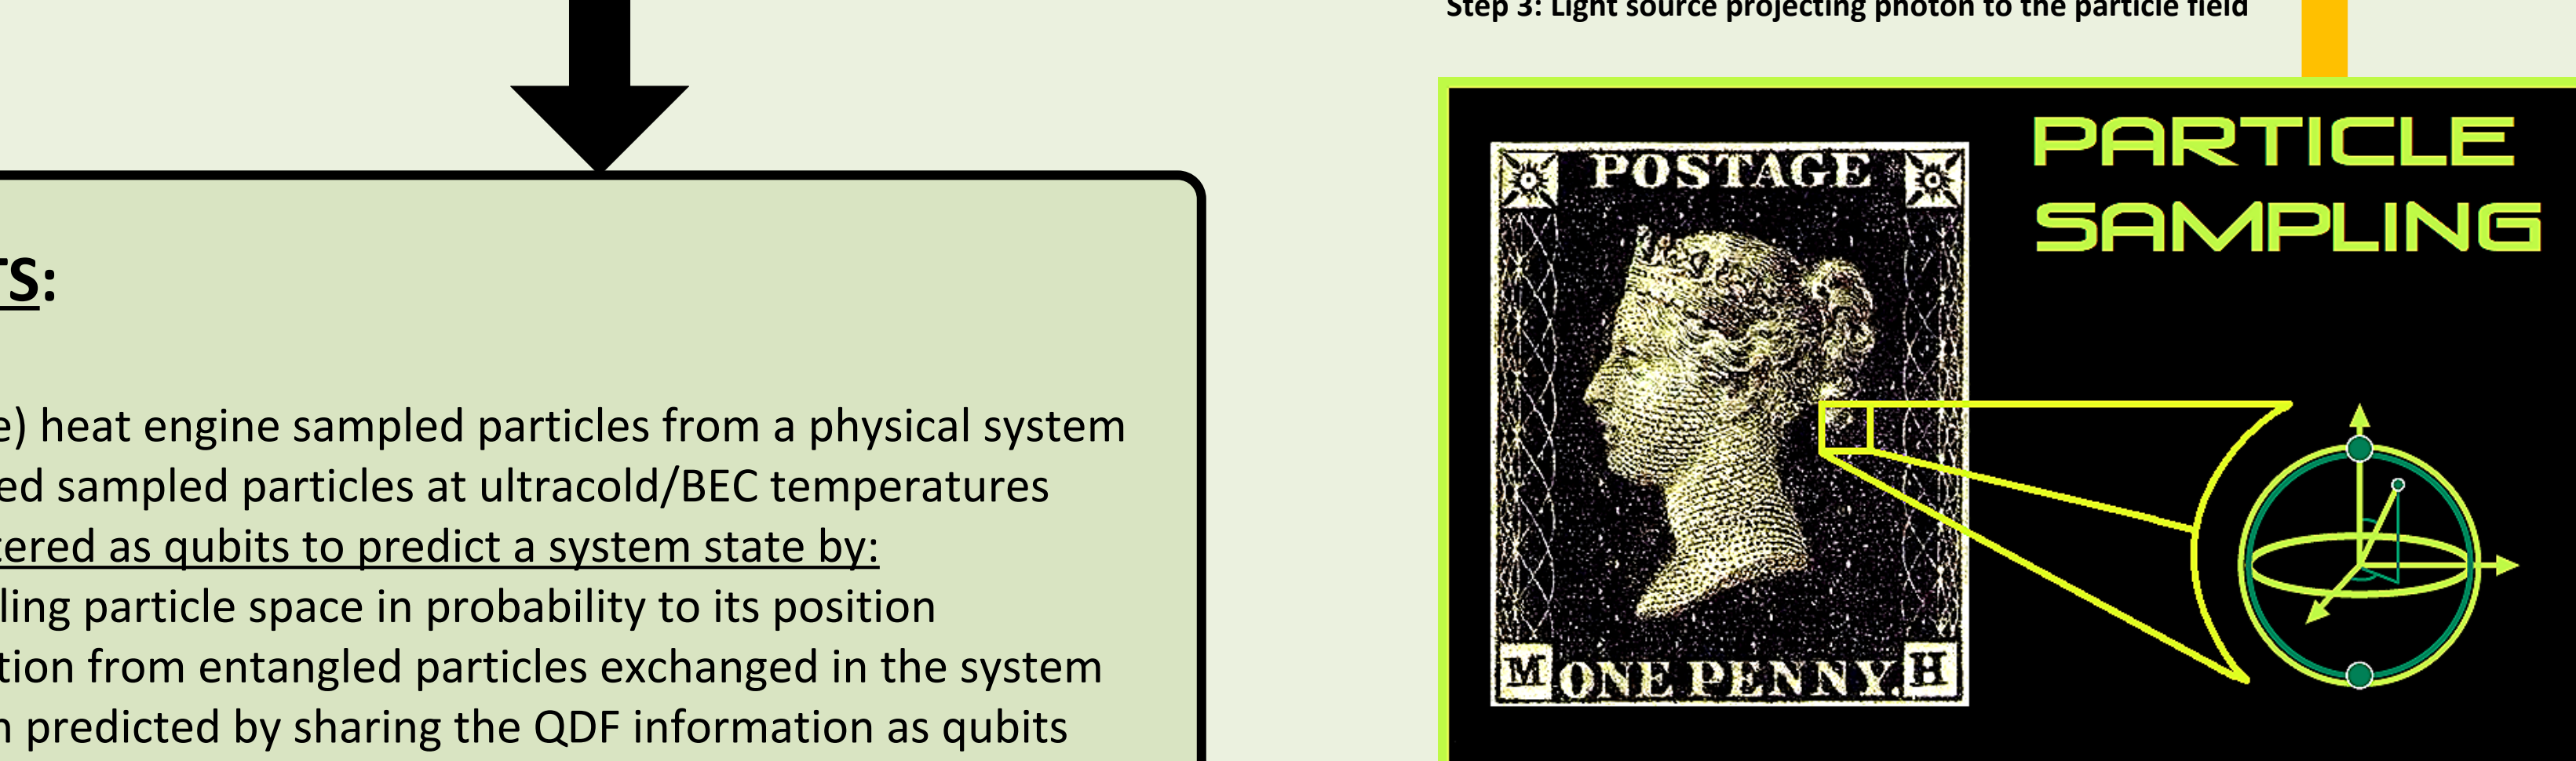 Step 3: Light source projecting photon to the particle field
TS:
e) heat engine sampled particles from a physical system
ed sampled particles at ultracold/BEC temperatures
tered as qubits to predict a system state by:
ling particle space in probability to its position
tion from entangled particles exchanged in the system
n predicted by sharing the QDF information as qubits
PARTICLE
SAMPLING
POSTAGE
M ONE PENNY. H